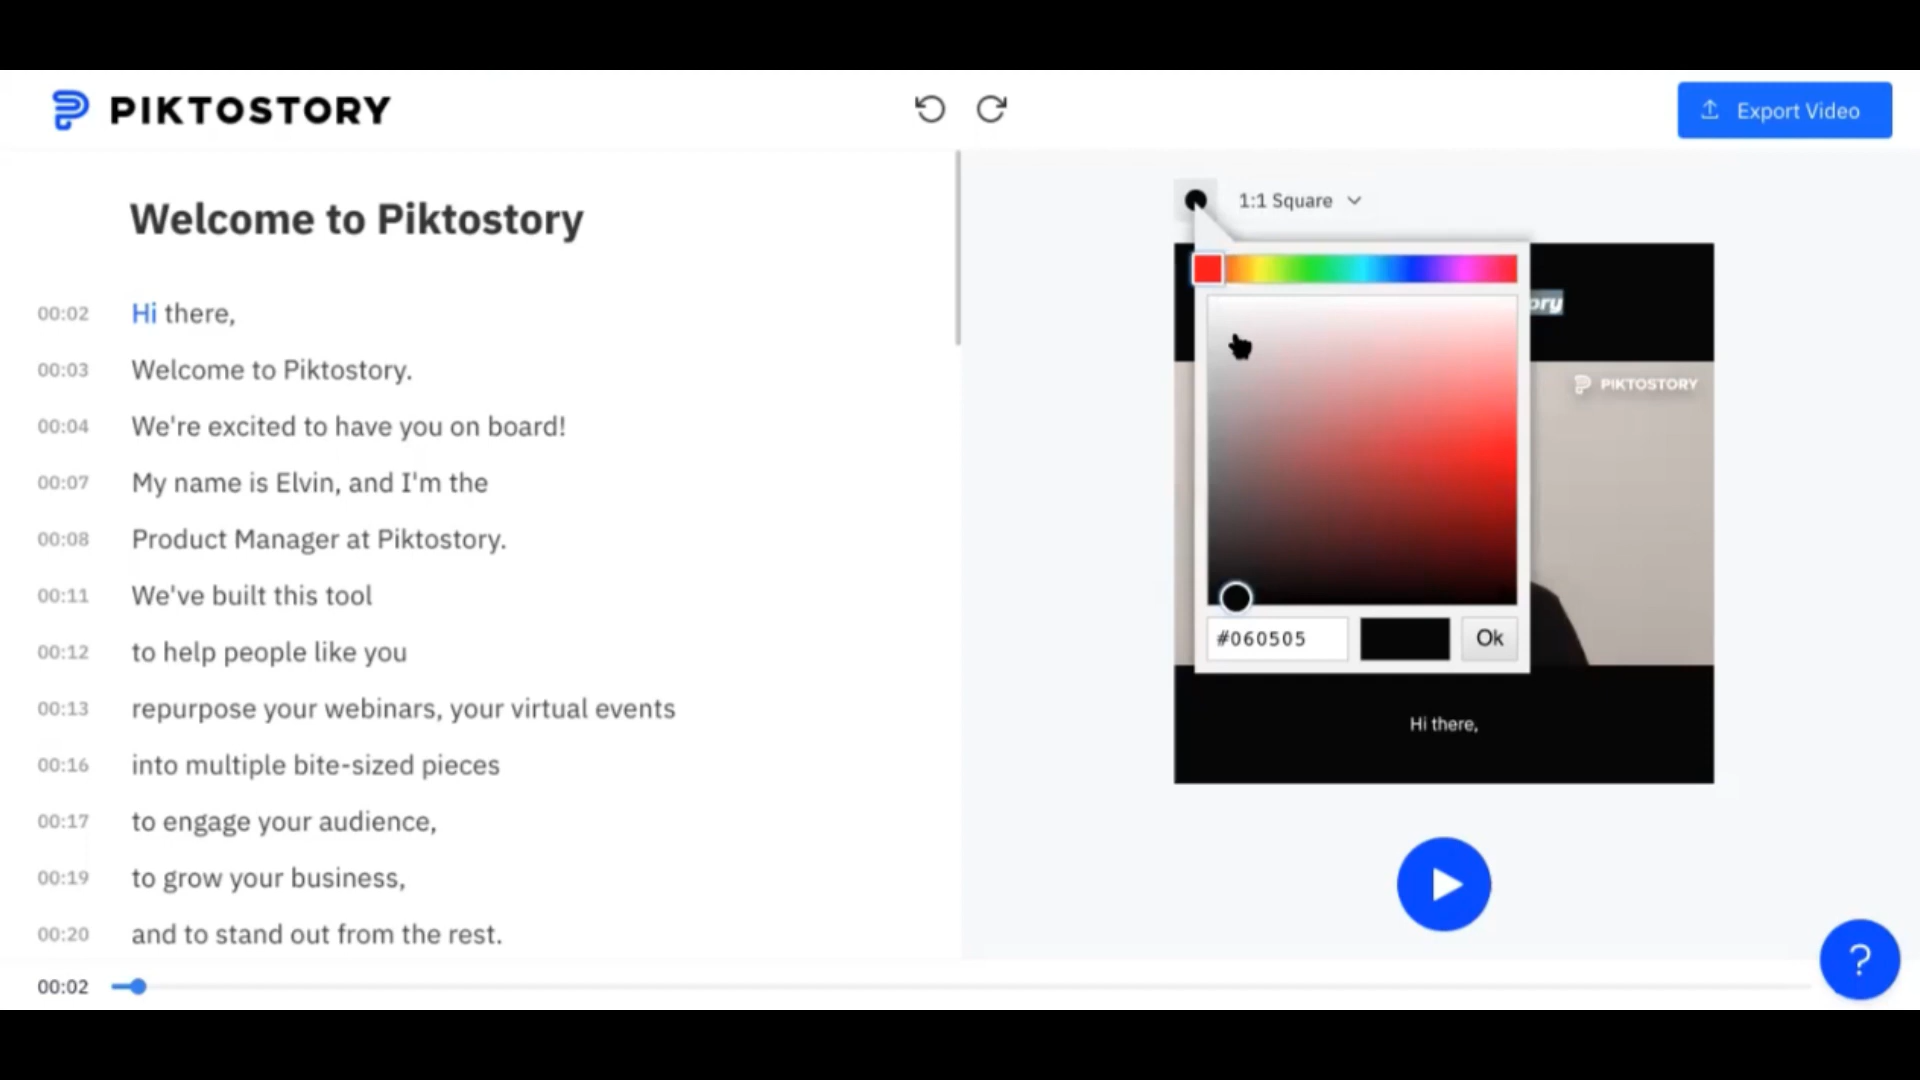 PIKTOSTORY
Export Video
Welcome to Piktostory
1:1 Square
00:02 Hi there,
00:03 Welcome to Piktostory.
00:04 We're excited to have you on board!
00:07 My name is Elvin, and I'm the
00:08 Product Manager at Piktostory.
00:11 We've built this tool
00:12 to help people like you
00:13 repurpose your webinars, your virtual events
00:16 into multiple bite-sized pieces
00:17 to engage your audience,
00:19 to grow your business,
00:20 and to stand out from the rest.
00:02
ory
PIKTOSTORY
#060505
Ok
Hi there,
?